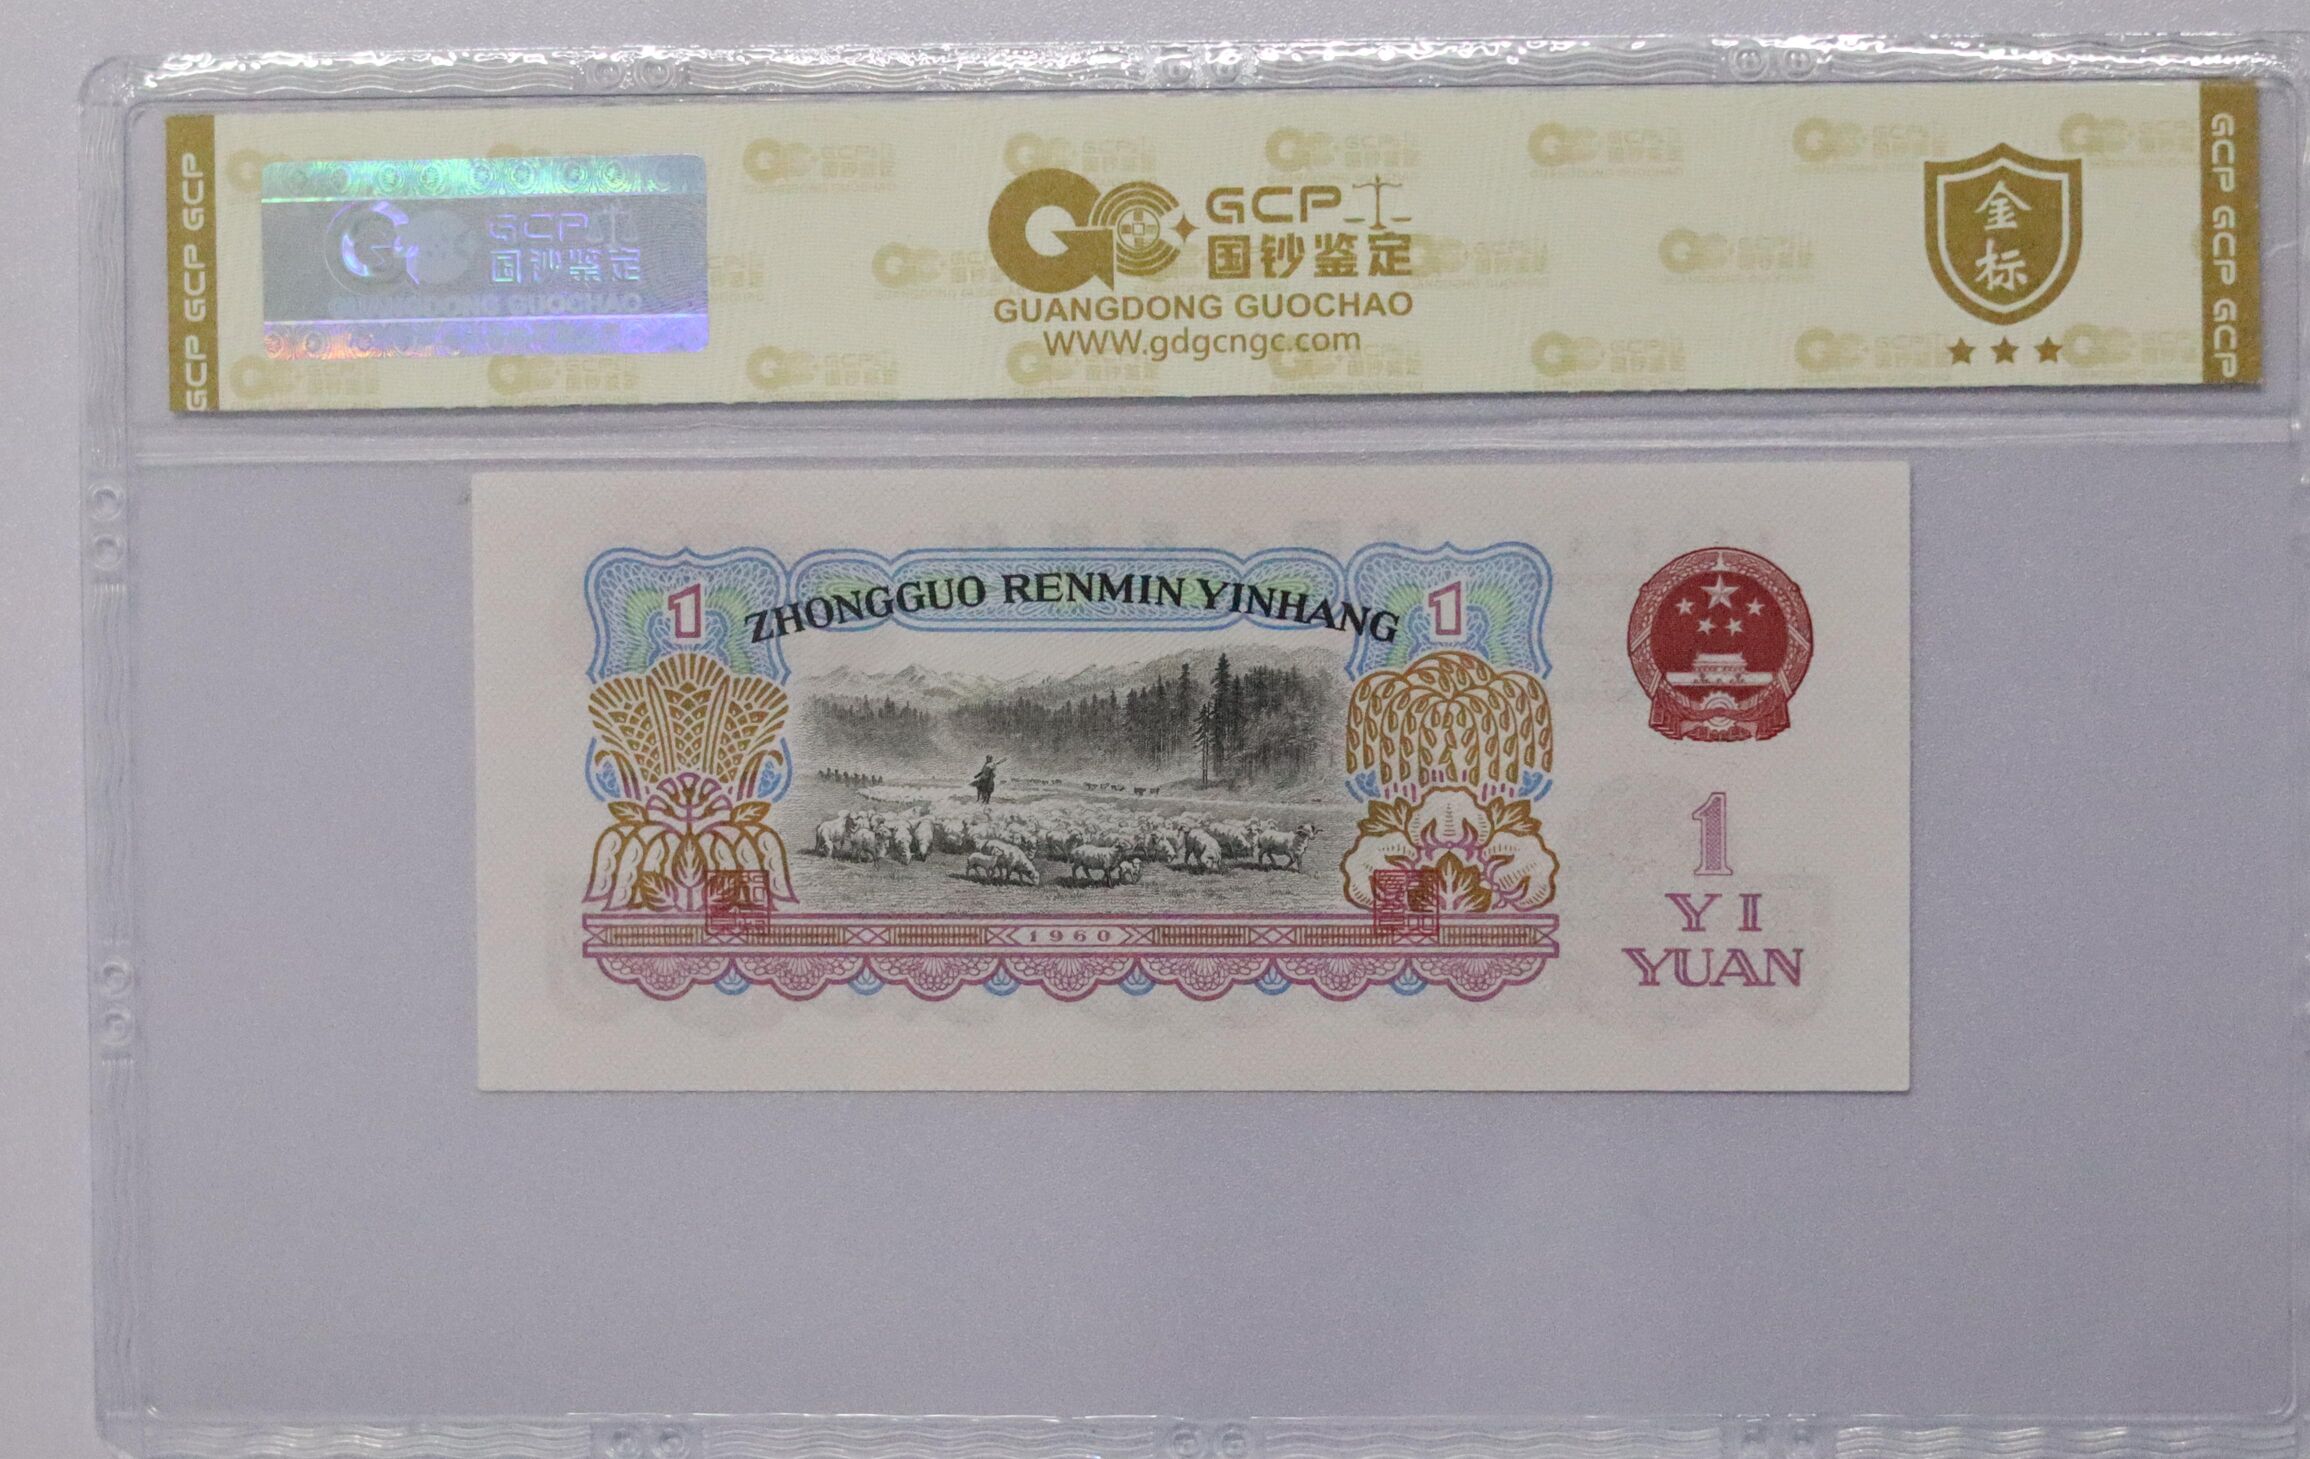 GCP GCP GCP
GCP
国钞鉴定
GUANGDONG GUOCHAO
GCP
国钞鉴定
GUANGDONG GUOCHAO
WWW.gdgcngc.com
金
标
GCP GCP GCP
ZHONGGUO RENMIN YINHANG
1
1
1960
1
YI
YUAN